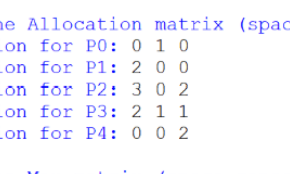 ne Allocation matrix (spac
ion for P0: 0 1 0
ion for P1: 2 0 0
ion for P2: 3 0 2
ion for P3: 2 1 1
ion for P4: 0 0 2